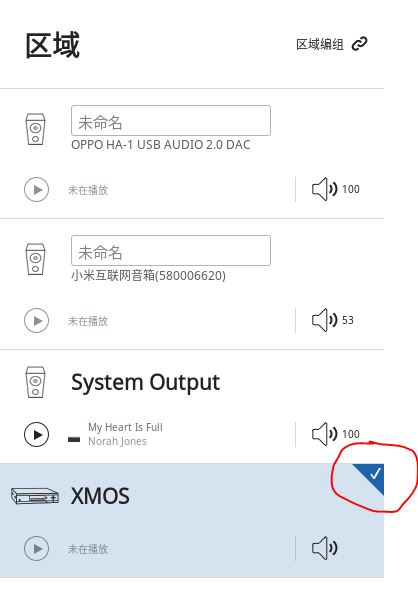 区域
区域编组
未命名
OPPO HA-1 USB AUDIO 2.0 DAC
未在播放
100
未命名
小米互联网音箱(580006620)
未在播放
53
System Output
My Heart Is Full
Norah Jones
100
XMOS
未在播放